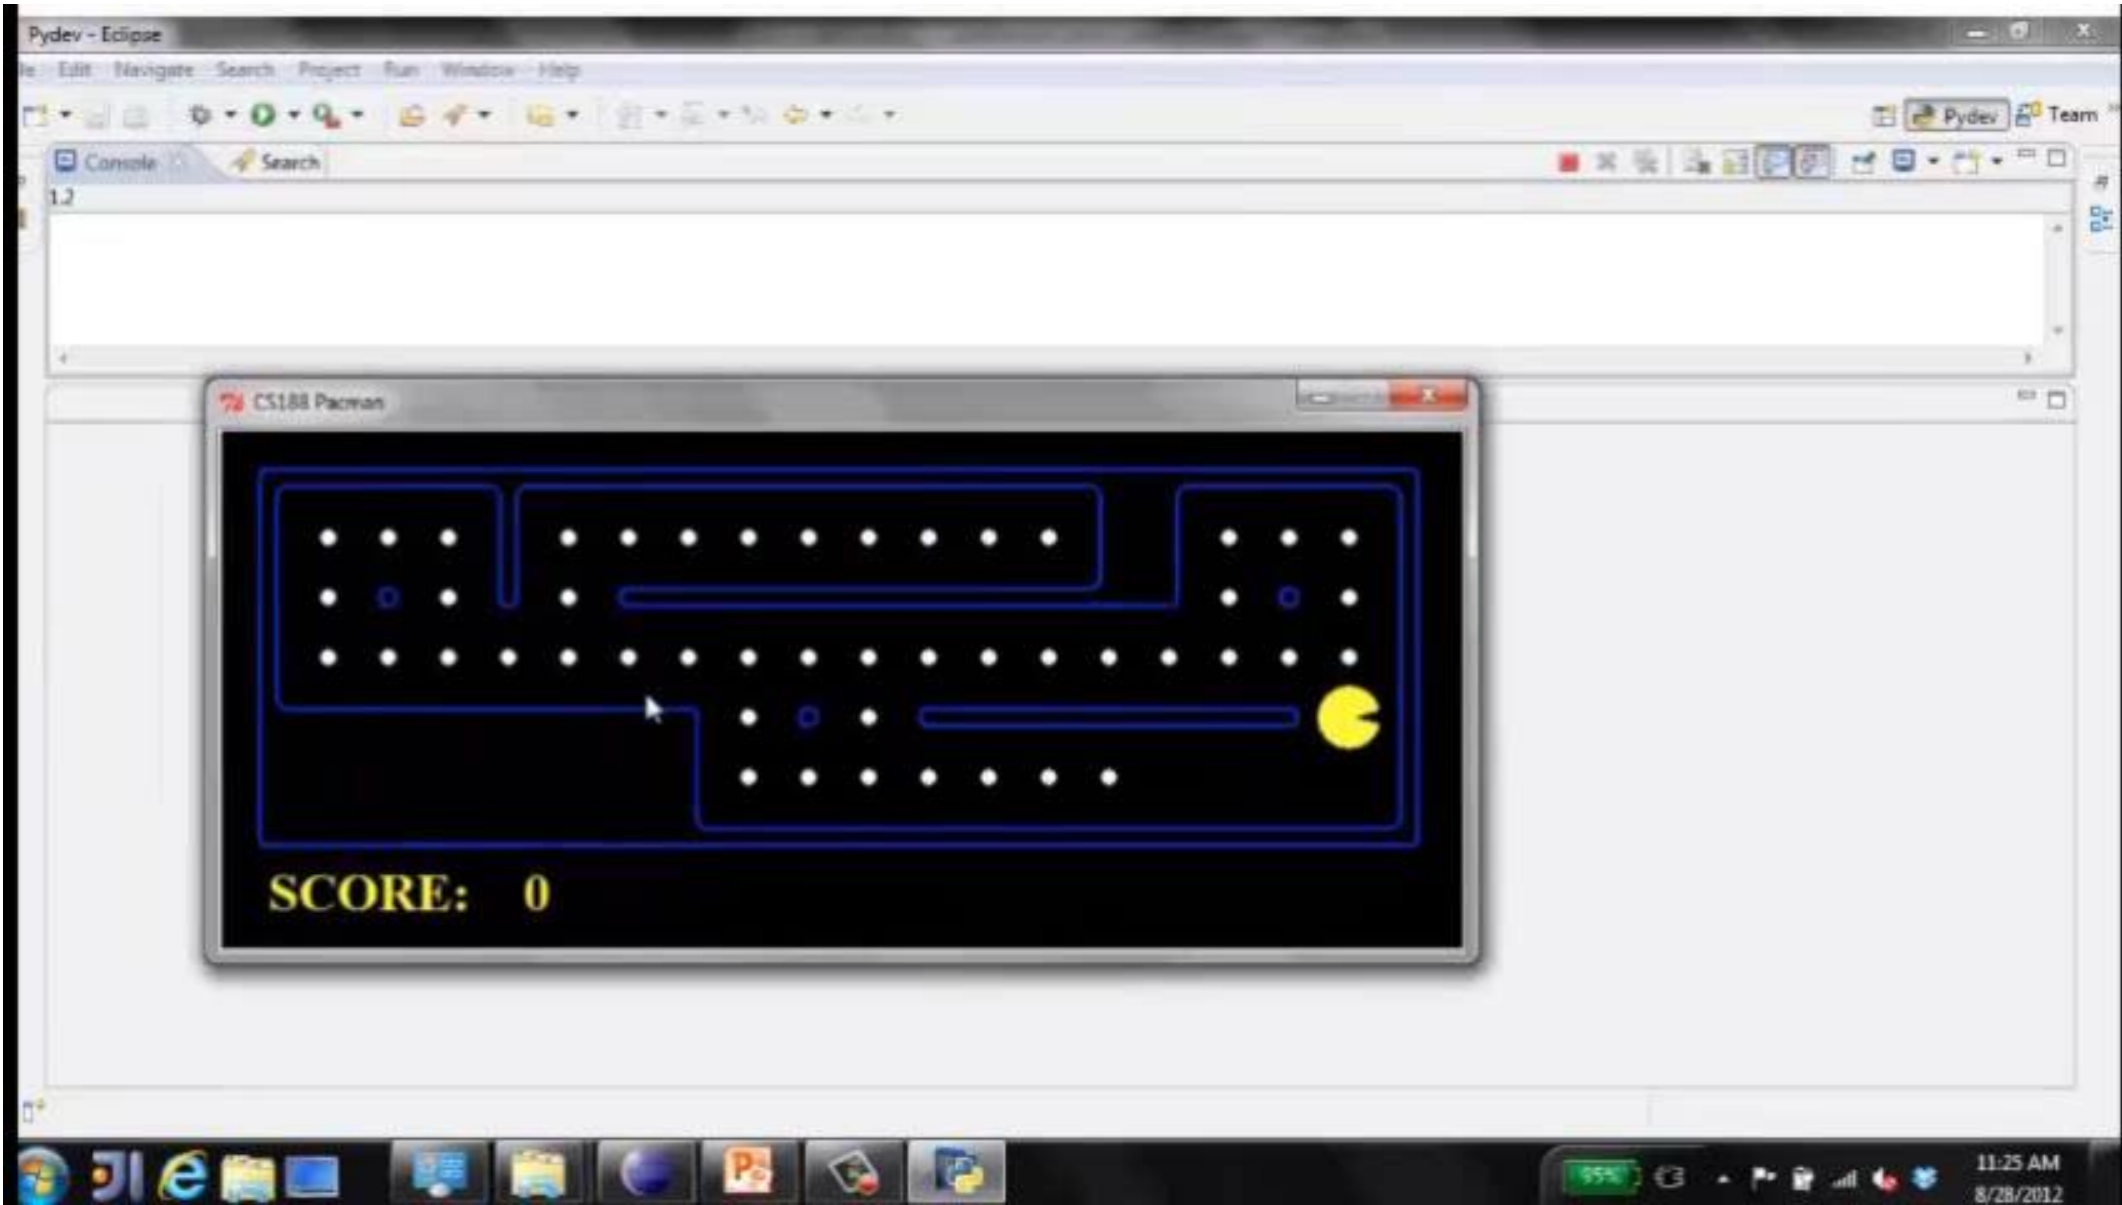 Pydev - Eclipse
Edit Navigate Search Project Run Window Help
Pydev Team
Console Search
1.2
CS188 Pacman
SCORE: 0
95%
11:25 AM
8/28/2012